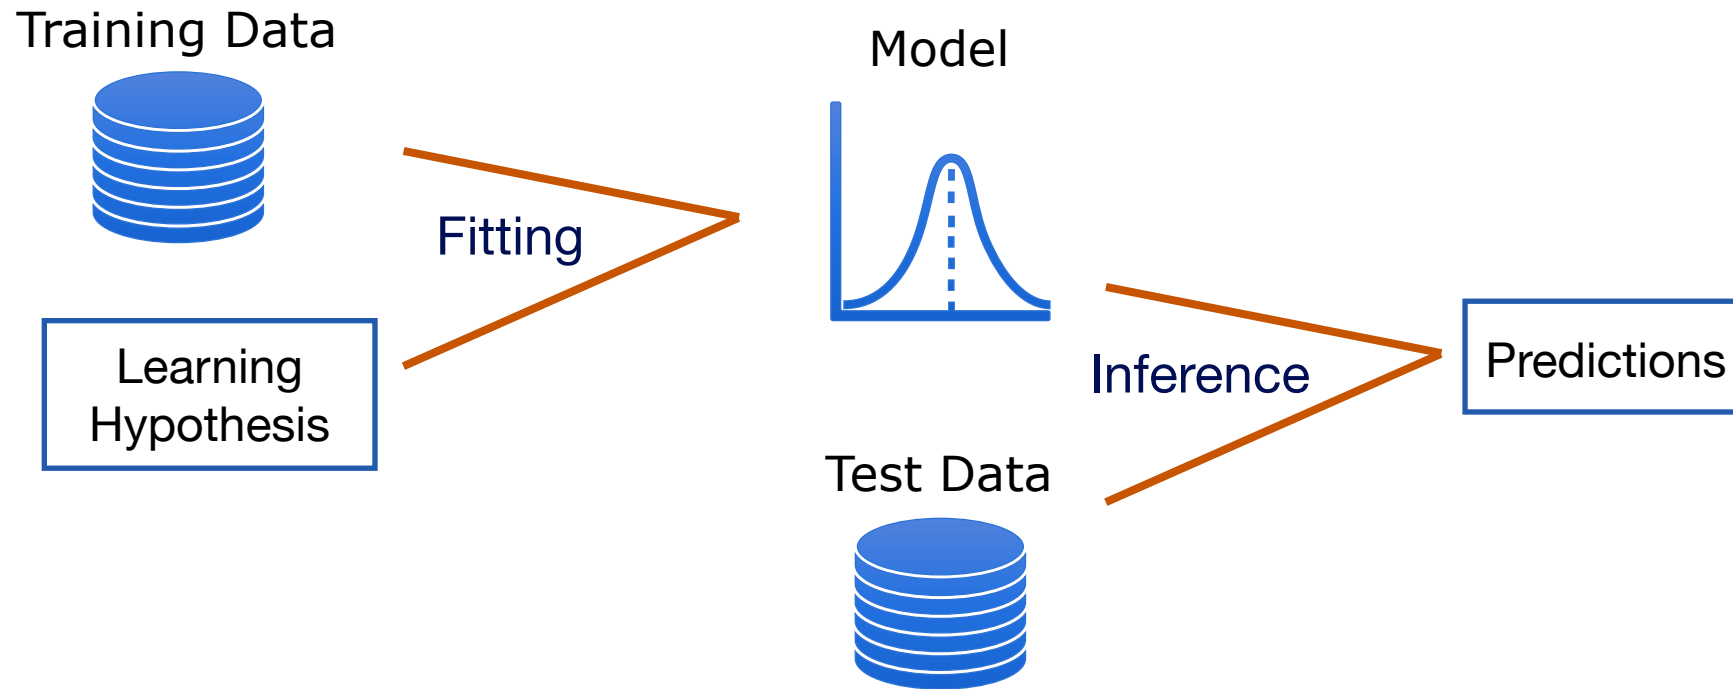 Training Data
Model
Fitting
Learning
Hypothesis
Inference
Predictions
Test Data